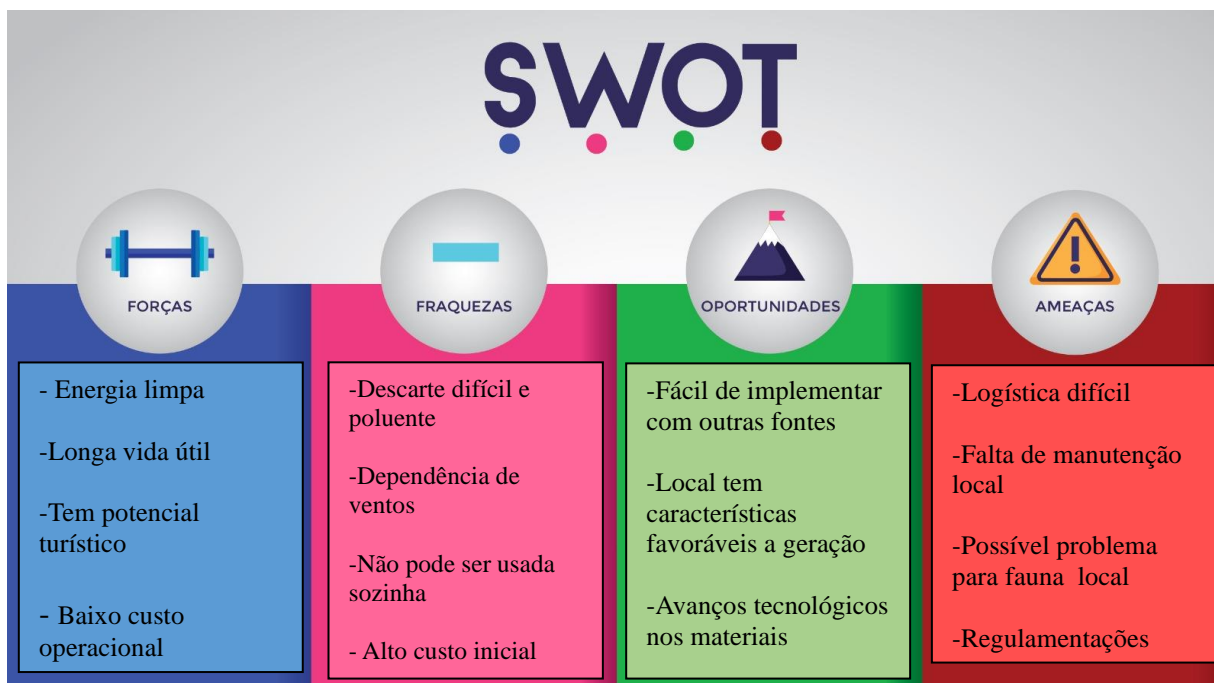 SWOT
FORÇAS
- Energia limpa
-Longa vida útil
-Tem potencial
turístico
- Baixo custo
operacional
FRAQUEZAS
-Descarte difícil e
poluente
-Dependência de
ventos
-Não pode ser usada
sozinha
- Alto custo inicial
OPORTUNIDADES
-Fácil de implementar
com outras fontes
-Local tem
características
favoráveis a geração
-Avanços tecnológicos
nos materiais
AMEAÇAS
-Logística difícil
-Falta de manutenção
local
-Possível problema
para fauna  local
-Regulamentações